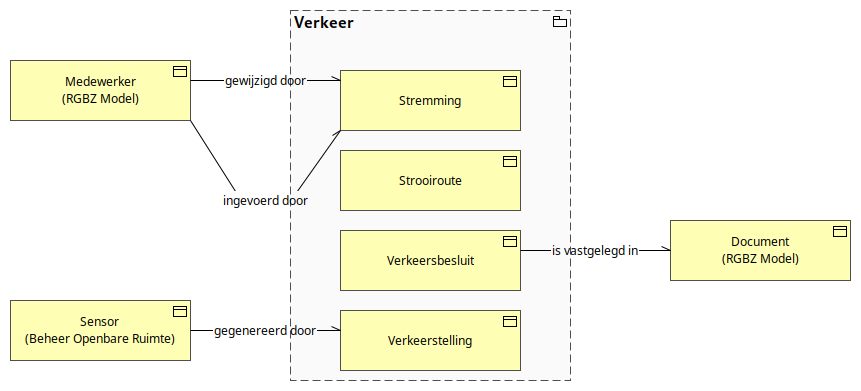 Verkeer
Medewerker
(RGBZ Model)
gewijzigd door
Stremming
ingevoerd door
Strooiroute
Verkeersbesluit
is vastgelegd in
Document
(RGBZ Model)
Sensor
(Beheer Openbare Ruimte)
gegenereerd door
Verkeerstelling